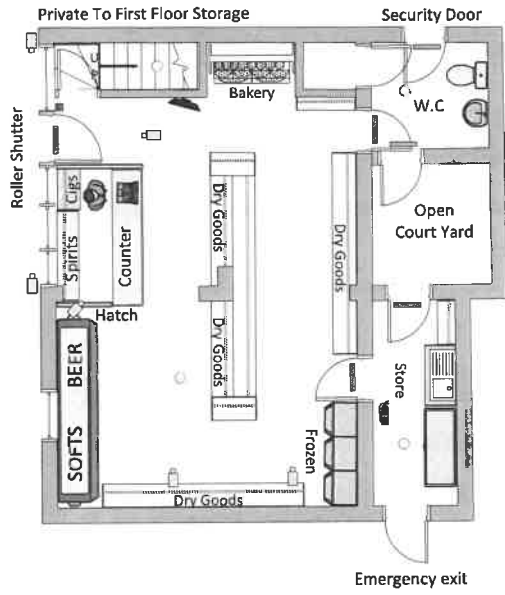 Private To First Floor Storage
Security Door
Bakery
W.C
Roller Shutter
Cigs
Spirits
Counter
Dry Goods
Dry Goods
Dry Goods
Open
Court Yard
Hatch
BEER
SOFTS
Store
Frozen
Dry Goods
Emergency exit